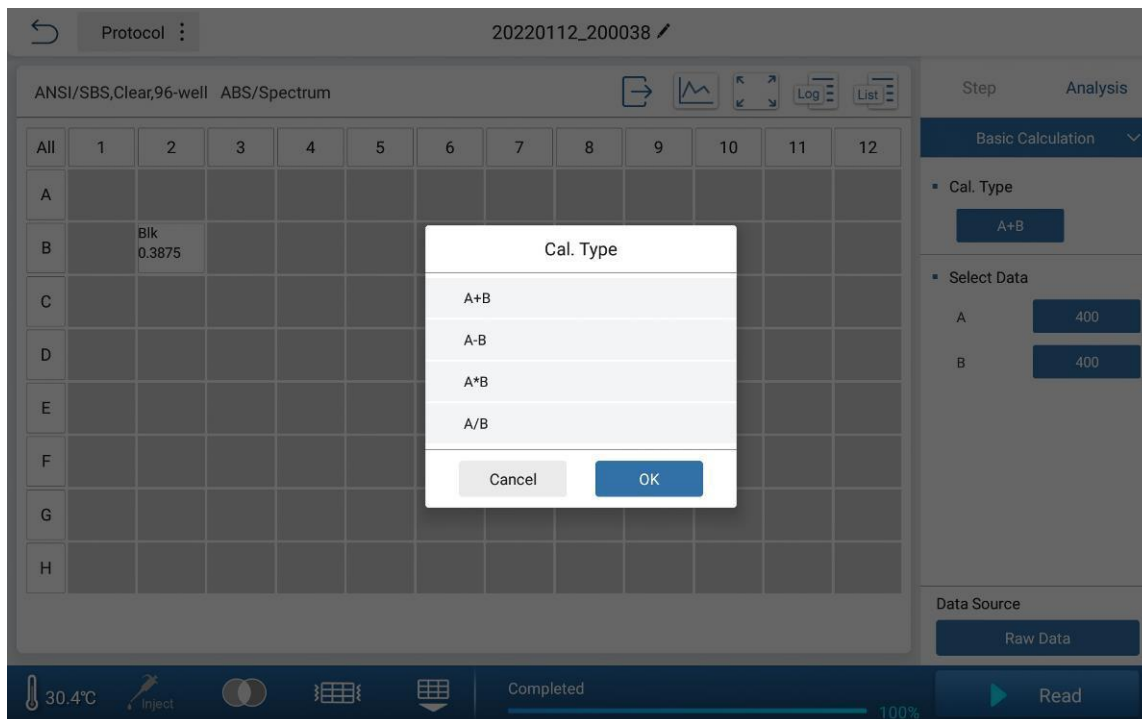 Protocol
20220112_200038
ANSI/SBS,Clear,96-well ABS/Spectrum
Log
List
Step Analysis
All 1 2 3 4 5 6 7 8 9 10 11 12
Basic Calculation
A
Cal. Type
A+B
B
Blk
0.3875
Cal. Type
A+B
A-B
A*B
A/B
Cancel OK
Select Data
A 400
B 400
C
D
E
F
G
H
Data Source
Raw Data
30.4℃
Inject
Completed
100%
Read